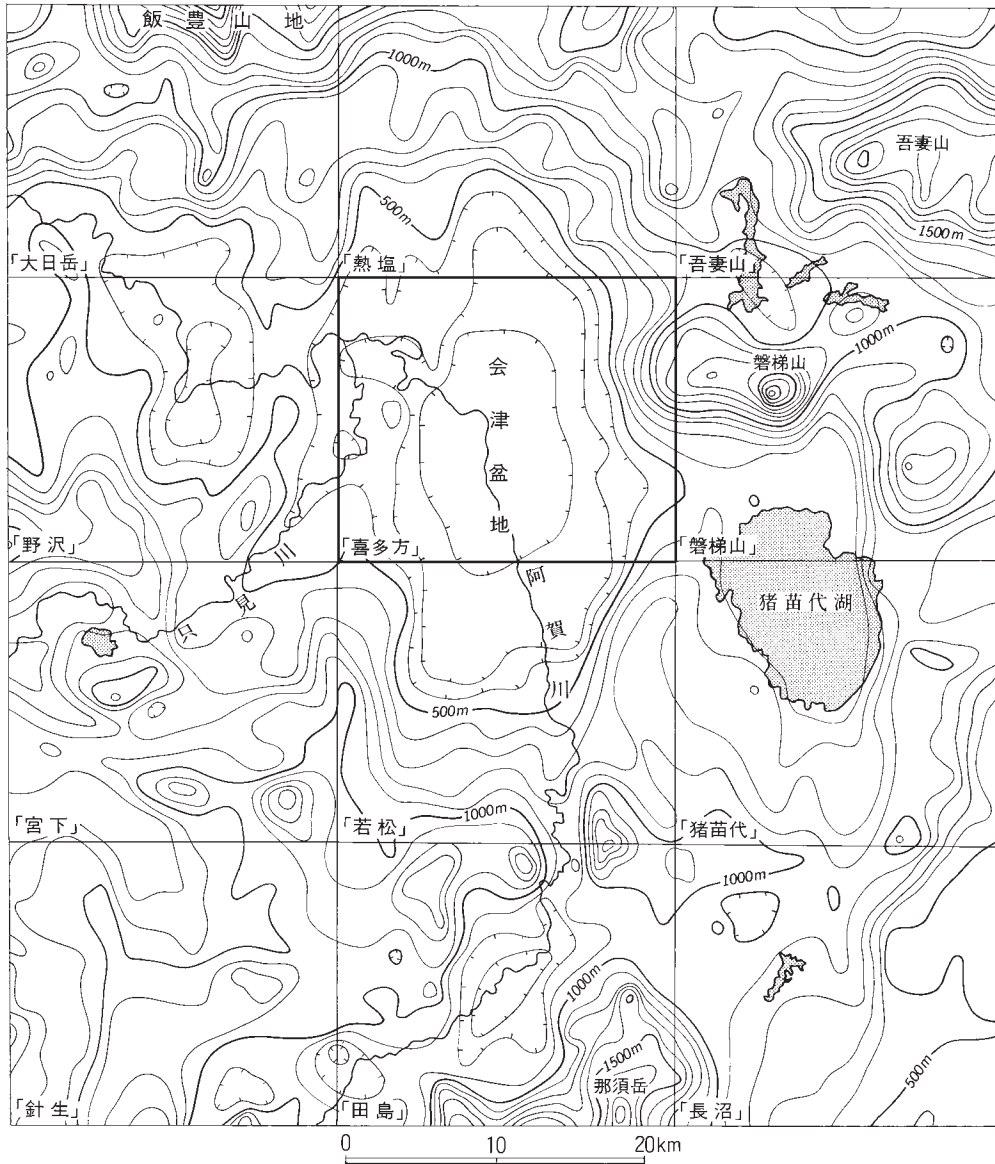 飯豊山地
1000m
吾妻山
500m
1500m
「大日岳」
「熱塩」
「吾妻山」
1000m
磐梯山
会津盆地
「野沢」
「喜多方」
「磐梯山」
只見川
阿賀川
猪苗代湖
500m
1000m
「宮下」
「若松」
「猪苗代」
1000m
1000m
1500m
那須岳
500m
「針生」
「田島」
「長沼」
0 10 20km